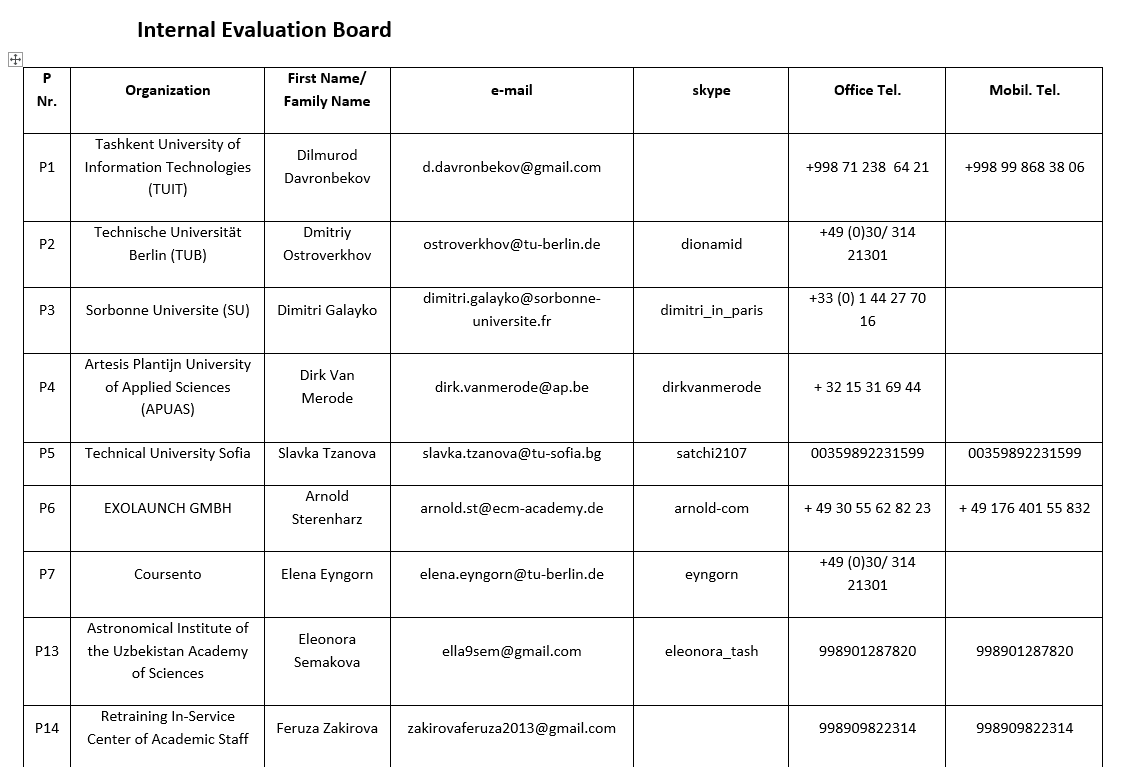 Internal Evaluation Board
P
Nr.
Organization
First Name/
Family Name
e-mail
skype
Office Tel.
Mobil. Tel.
P1
Tashkent University of
Information Technologies
(TUIT)
Dilmurod
Davronbekov
d.davronbekov@gmail.com
+998 71 238  64 21
+998 99 868 38 06
P2
Technische Universität
Berlin (TUB)
Dmitriy
Ostroverkhov
ostroverkhov@tu-berlin.de
dionamid
+49 (0)30/ 314
21301
P3
Sorbonne Universite (SU)
Dimitri Galayko
dimitri.galayko@sorbonne-
universite.fr
dimitri_in_paris
+33 (0) 1 44 27 70
16
P4
Artesis Plantijn University
of Applied Sciences
(APUAS)
Dirk Van
Merode
dirk.vanmerode@ap.be
dirkvanmerode
+ 32 15 31 69 44
P5
Technical University Sofia
Slavka Tzanova
slavka.tzanova@tu-sofia.bg
satchi2107
00359892231599
00359892231599
P6
EXOLAUNCH GMBH
Arnold
Sterenharz
arnold.st@ecm-academy.de
arnold-com
+ 49 30 55 62 82 23
+ 49 176 401 55 832
P7
Coursento
Elena Eyngorn
elena.eyngorn@tu-berlin.de
eyngorn
+49 (0)30/ 314
21301
P13
Astronomical Institute of
the Uzbekistan Academy
of Sciences
Eleonora
Semakova
ella9sem@gmail.com
eleonora_tash
998901287820
998901287820
P14
Retraining In-Service
Center of Academic Staff
Feruza Zakirova
zakirovaferuza2013@gmail.com
998909822314
998909822314